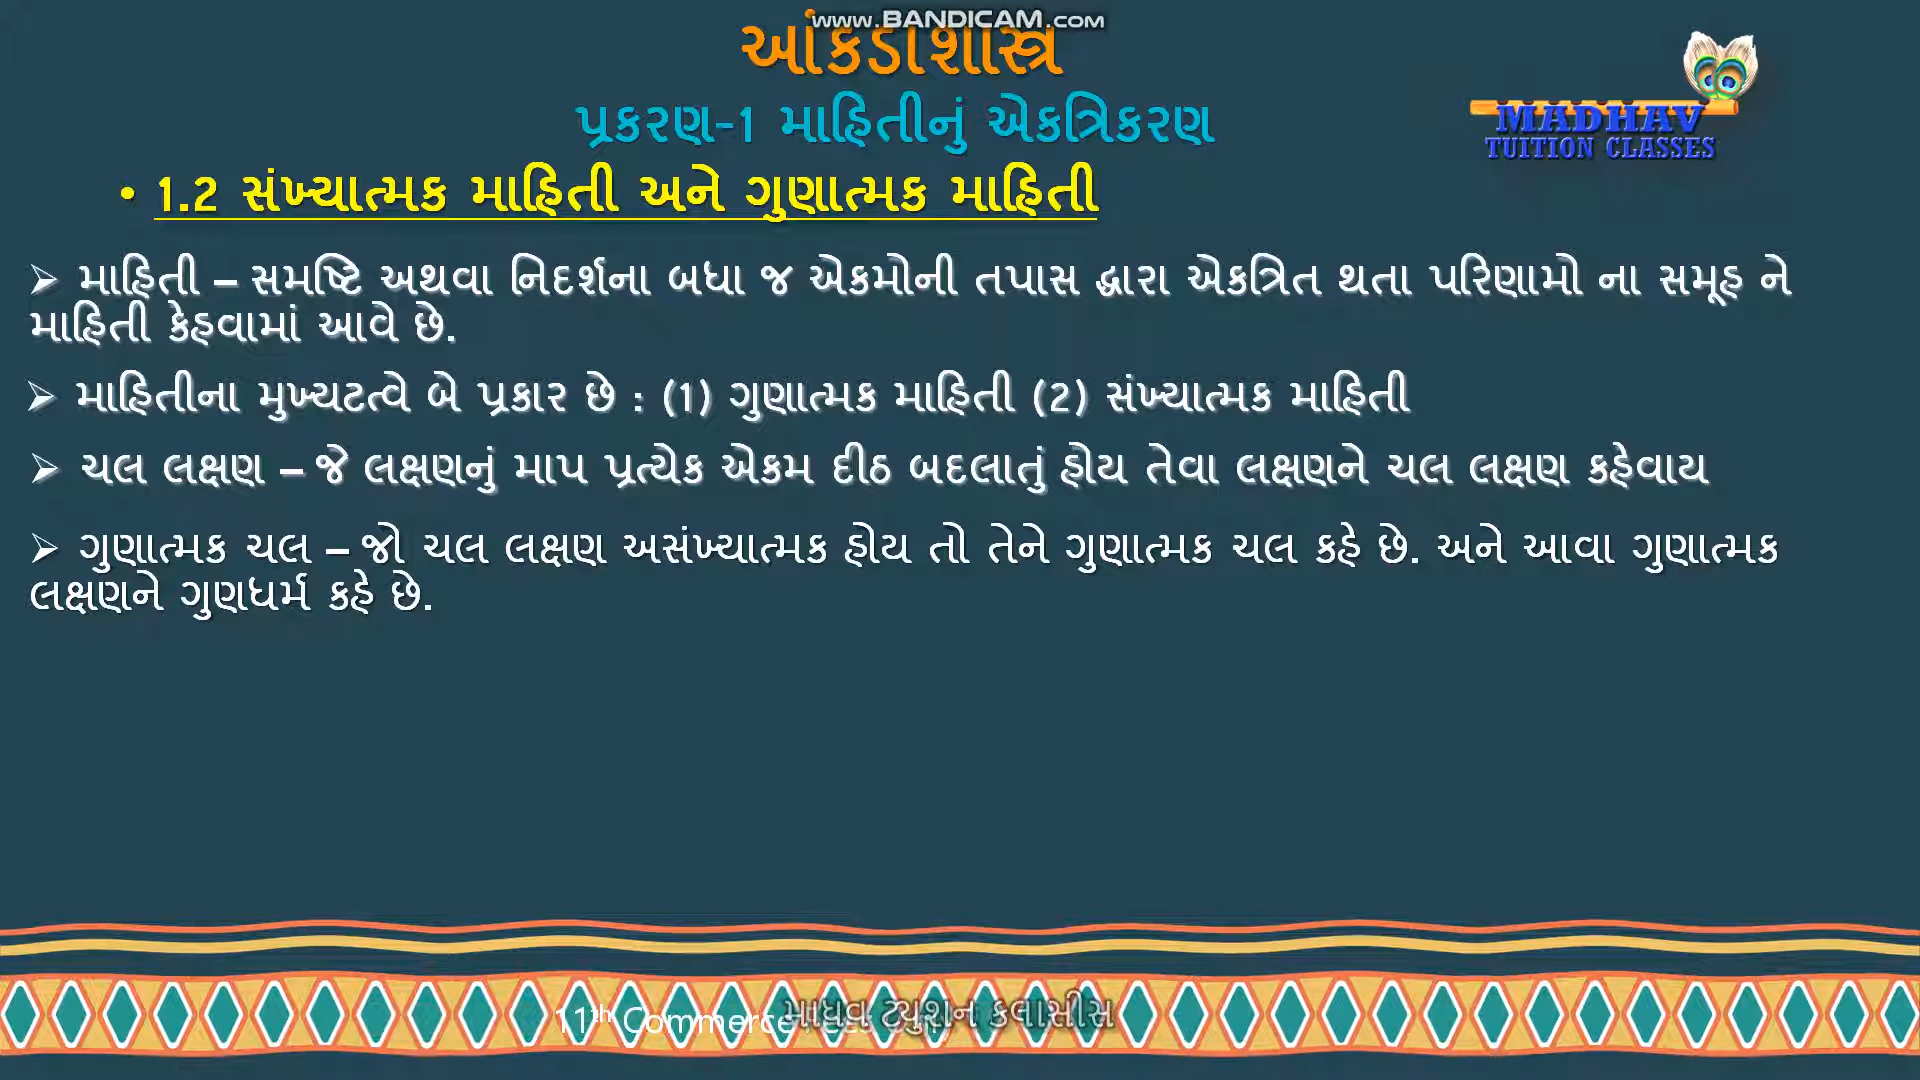 www.BANDICAM.com
આંકડાશાસ્ત્ર
પ્રકરણ-1 માહિતીનું એકત્રિકરણ
MADHAV
TUITION CLASSES
• 1.2 સંખ્યાત્મક માહિતી અને ગુણાત્મક માહિતી
➢ માહિતી – સમષ્ટિ અથવા નિદર્શના બધા જ એકમોની તપાસ દ્વારા એકત્રિત થતા પરિણામો ના સમૂહ ને
માહિતી કેહવામાં આવે છે.
➢ માહિતીના મુખ્યટત્વે બે પ્રકાર છે : (1) ગુણાત્મક માહિતી (2) સંખ્યાત્મક માહિતી
➢ ચલ લક્ષણ – જે લક્ષણનું માપ પ્રત્યેક એકમ દીઠ બદલાતું હોય તેવા લક્ષણને ચલ લક્ષણ કહેવાય
➢ ગુણાત્મક ચલ – જો ચલ લક્ષણ અસંખ્યાત્મક હોય તો તેને ગુણાત્મક ચલ કહે છે. અને આવા ગુણાત્મક
લક્ષણને ગુણધર્મ કહે છે.
11th Commerce
માધવ ટ્યુશન કલાસીસ